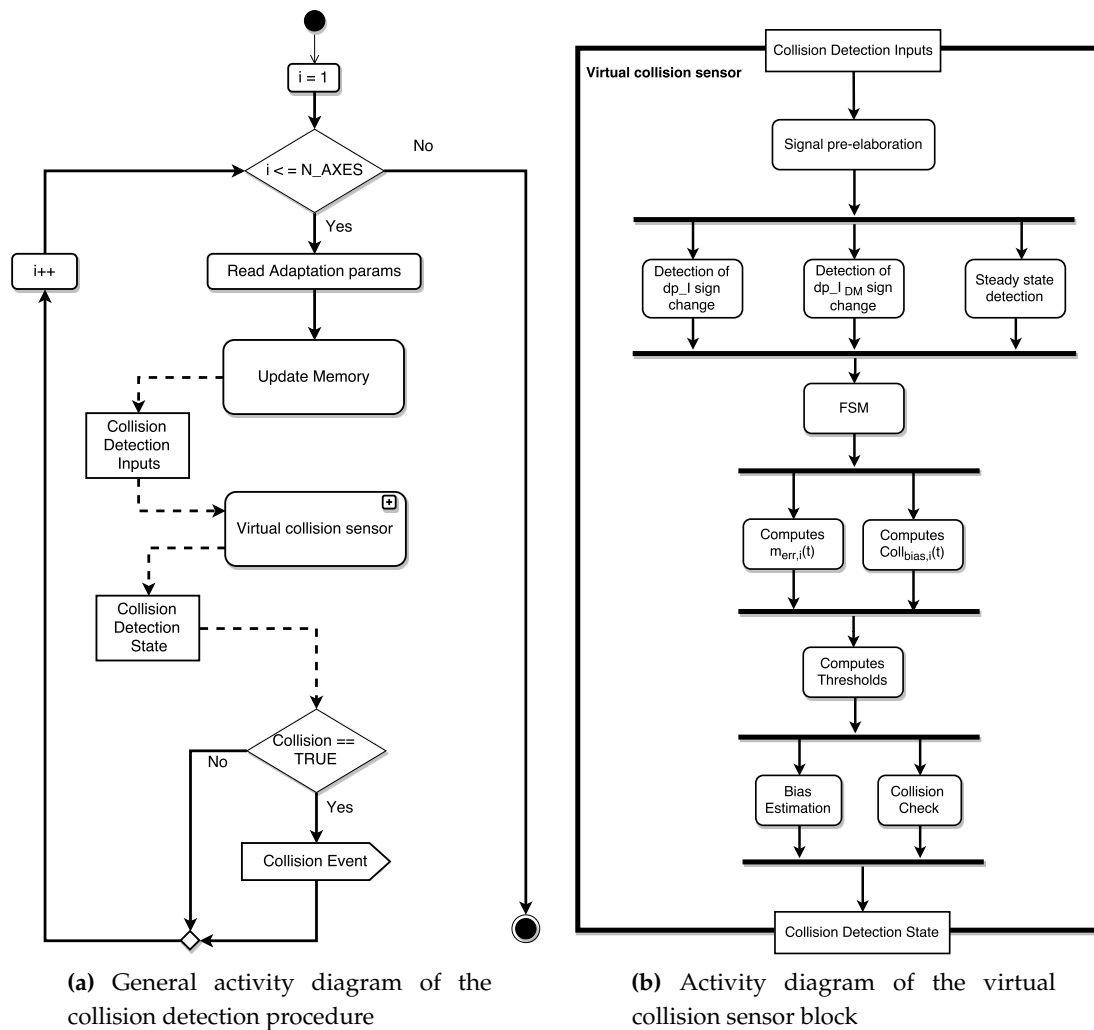 i = 1
i <= N_AXES
No
Yes
Read Adaptation params
i++
Update Memory
Collision
Detection
Inputs
Virtual collision sensor
Collision
Detection
State
Collision ==
TRUE
No
Yes
Collision Event
(a) General activity diagram of the
collision detection procedure
Collision Detection Inputs
Virtual collision sensor
Signal pre-elaboration
Detection of
dp_I sign
change
Detection of
dp_I DM sign
change
Steady state
detection
FSM
Computes
m_err,i(t)
Computes
Coll_bias,i(t)
Computes
Thresholds
Bias
Estimation
Collision
Check
Collision Detection State
(b) Activity diagram of the virtual
collision sensor block